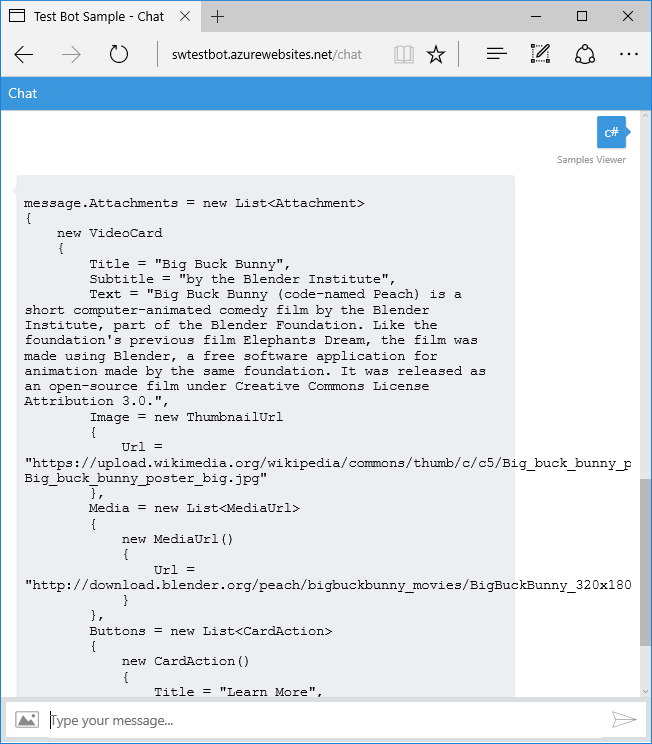 Test Bot Sample - Chat
swtestbot.azurewebsites.net/chat
Chat
c#
Samples Viewer
message.Attachments = new List<Attachment>
{
new VideoCard
{
Title = "Big Buck Bunny",
Subtitle = "by the Blender Institute",
Text = "Big Buck Bunny (code-named Peach) is a
short computer-animated comedy film by the Blender
Institute, part of the Blender Foundation. Like the
foundation's previous film Elephants Dream, the film was
made using Blender, a free software application for
animation made by the same foundation. It was released as
an open-source film under Creative Commons License
Attribution 3.0.",
Image = new ThumbnailUrl
{
Url =
"https://upload.wikimedia.org/wikipedia/commons/thumb/c/c5/Big_buck_bunny_p
Big_buck_bunny_poster_big.jpg"
},
Media = new List<MediaUrl>
{
new MediaUrl()
{
Url =
"http://download.blender.org/peach/bigbuckbunny_movies/BigBuckBunny_320x180
}
},
Buttons = new List<CardAction>
{
new CardAction()
{
Title = "Learn More",
Type your message...